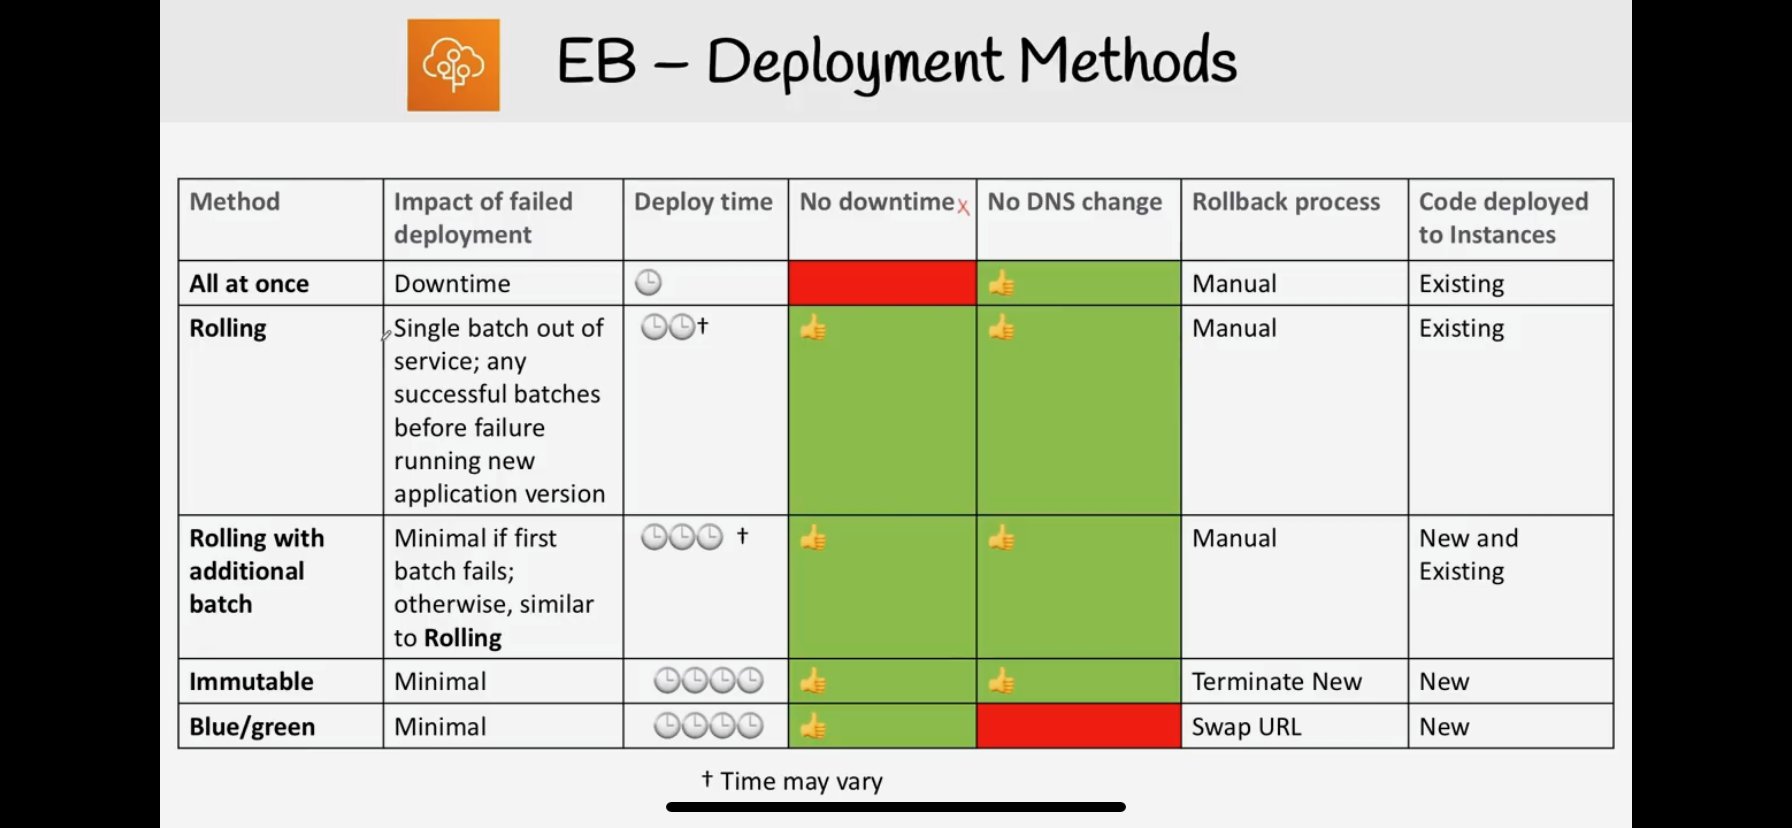 EB – Deployment Methods
Method
Impact of failed
deployment
Deploy time
No downtime x
No DNS change
Rollback process
Code deployed
to Instances
All at once
Downtime
Manual
Existing
Rolling
Single batch out of
service; any
successful batches
before failure
running new
application version
†
Manual
Existing
Rolling with
additional
batch
Minimal if first
batch fails;
otherwise, similar
to Rolling
†
Manual
New and
Existing
Immutable
Minimal
Terminate New
New
Blue/green
Minimal
Swap URL
New
† Time may vary